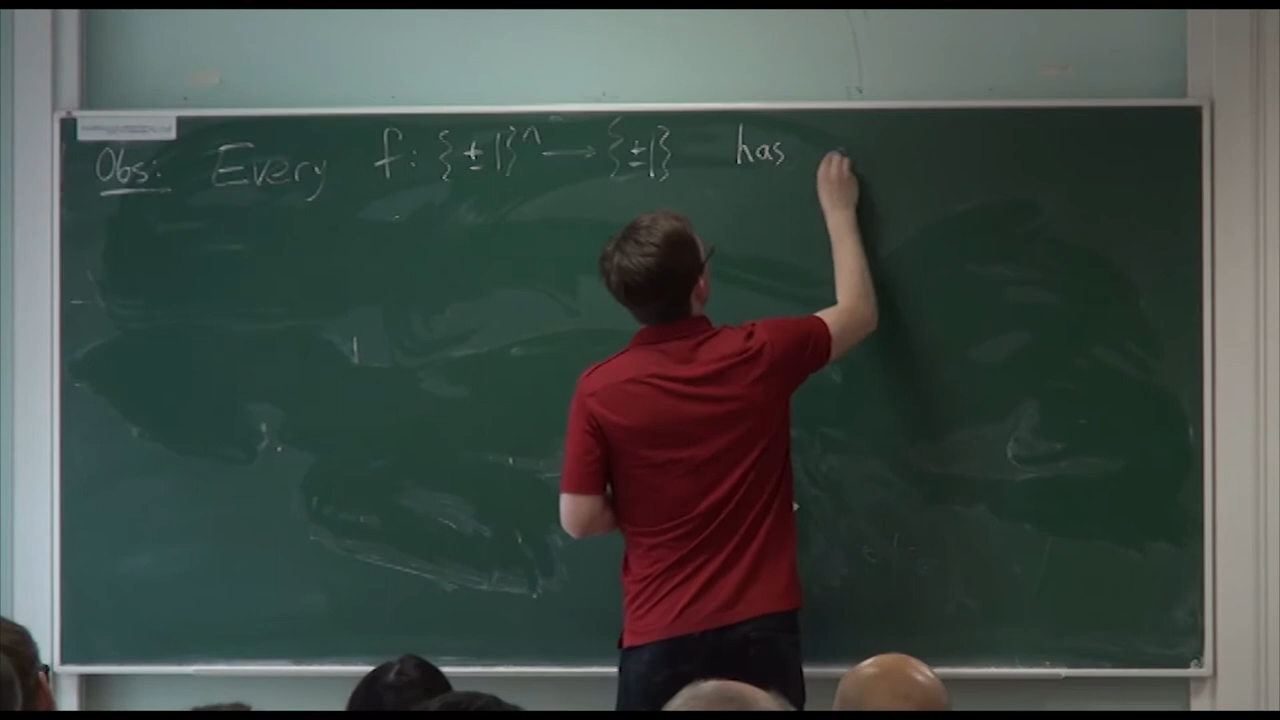 Obs: Every f: {±1}^n → {±1} has